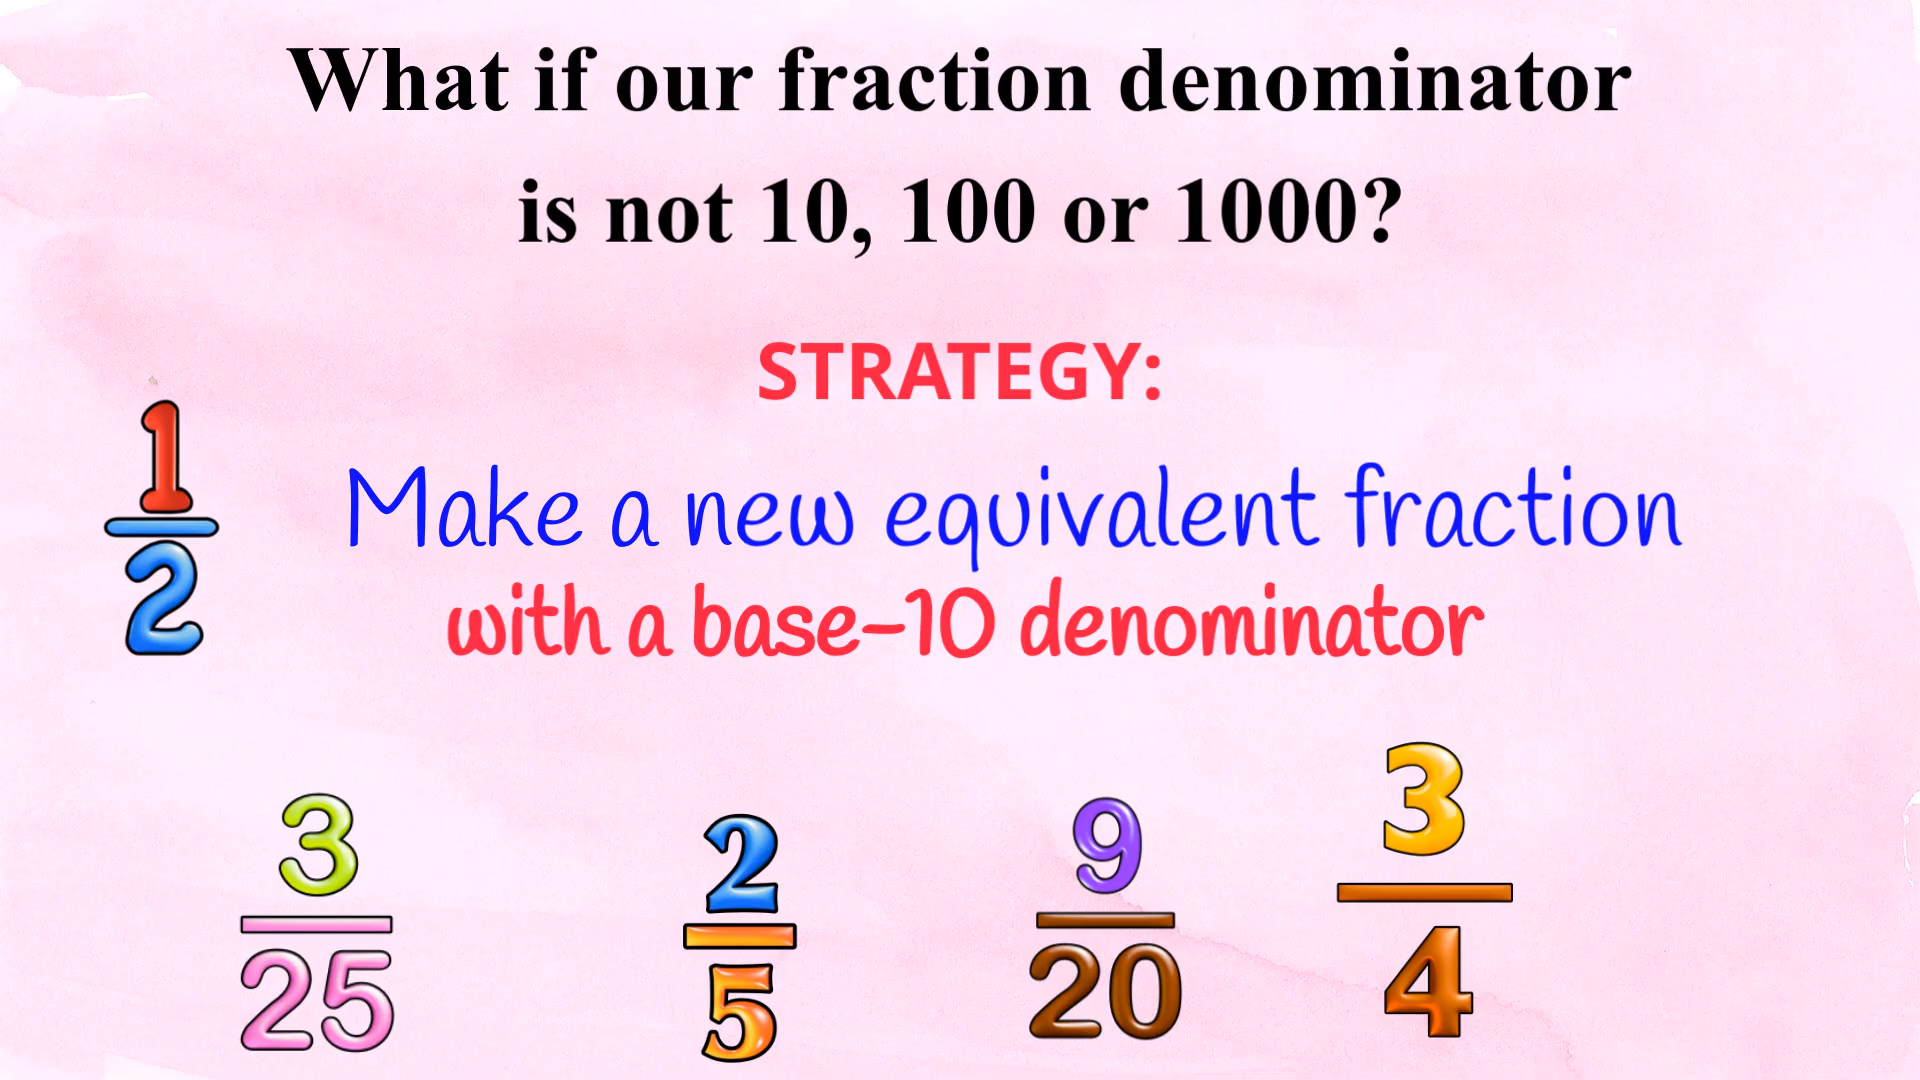 What if our fraction denominator
is not 10, 100 or 1000?
STRATEGY:
1
2
Make a new equivalent fraction
with a base-10 denominator
3
25
2
5
9
20
3
4